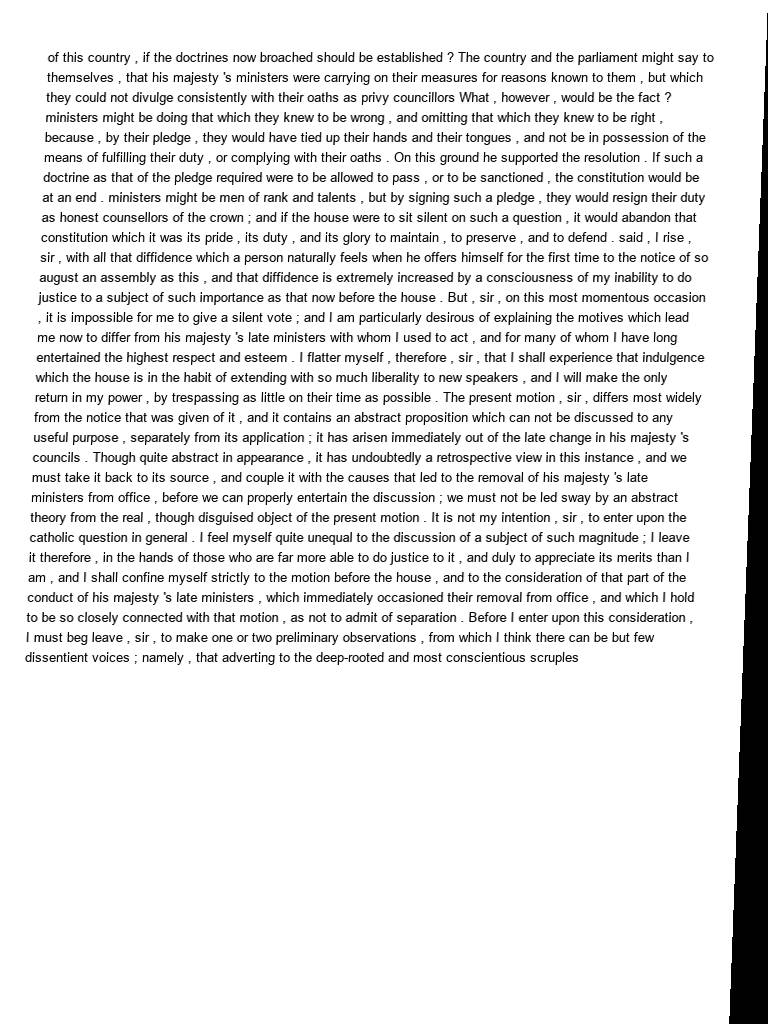 of this country , if the doctrines now broached should be established ? The country and the parliament might say to
themselves , that his majesty 's ministers were carrying on their measures for reasons known to them , but which
they could not divulge consistently with their oaths as privy councillors What , however , would be the fact ?
ministers might be doing that which they knew to be wrong , and omitting that which they knew to be right ,
because , by their pledge , they would have tied up their hands and their tongues , and not be in possession of the
means of fulfilling their duty , or complying with their oaths . On this ground he supported the resolution . If such a
doctrine as that of the pledge required were to be allowed to pass , or to be sanctioned , the constitution would be
at an end . ministers might be men of rank and talents , but by signing such a pledge , they would resign their duty
as honest counsellors of the crown ; and if the house were to sit silent on such a question , it would abandon that
constitution which it was its pride , its duty , and its glory to maintain , to preserve , and to defend . said , I rise ,
sir , with all that diffidence which a person naturally feels when he offers himself for the first time to the notice of so
august an assembly as this , and that diffidence is extremely increased by a consciousness of my inability to do
justice to a subject of such importance as that now before the house . But , sir , on this most momentous occasion
, it is impossible for me to give a silent vote ; and I am particularly desirous of explaining the motives which lead
me now to differ from his majesty 's late ministers with whom I used to act , and for many of whom I have long
entertained the highest respect and esteem . I flatter myself , therefore , sir , that I shall experience that indulgence
which the house is in the habit of extending with so much liberality to new speakers , and I will make the only
return in my power , by trespassing as little on their time as possible . The present motion , sir , differs most widely
from the notice that was given of it , and it contains an abstract proposition which can not be discussed to any
useful purpose , separately from its application ; it has arisen immediately out of the late change in his majesty 's
councils . Though quite abstract in appearance , it has undoubtedly a retrospective view in this instance , and we
must take it back to its source , and couple it with the causes that led to the removal of his majesty 's late
ministers from office , before we can properly entertain the discussion ; we must not be led sway by an abstract
theory from the real , though disguised object of the present motion . It is not my intention , sir , to enter upon the
catholic question in general . I feel myself quite unequal to the discussion of a subject of such magnitude ; I leave
it therefore , in the hands of those who are far more able to do justice to it , and duly to appreciate its merits than I
am , and I shall confine myself strictly to the motion before the house , and to the consideration of that part of the
conduct of his majesty 's late ministers , which immediately occasioned their removal from office , and which I hold
to be so closely connected with that motion , as not to admit of separation . Before I enter upon this consideration ,
I must beg leave , sir , to make one or two preliminary observations , from which I think there can be but few
dissentient voices ; namely , that adverting to the deep-rooted and most conscientious scruples